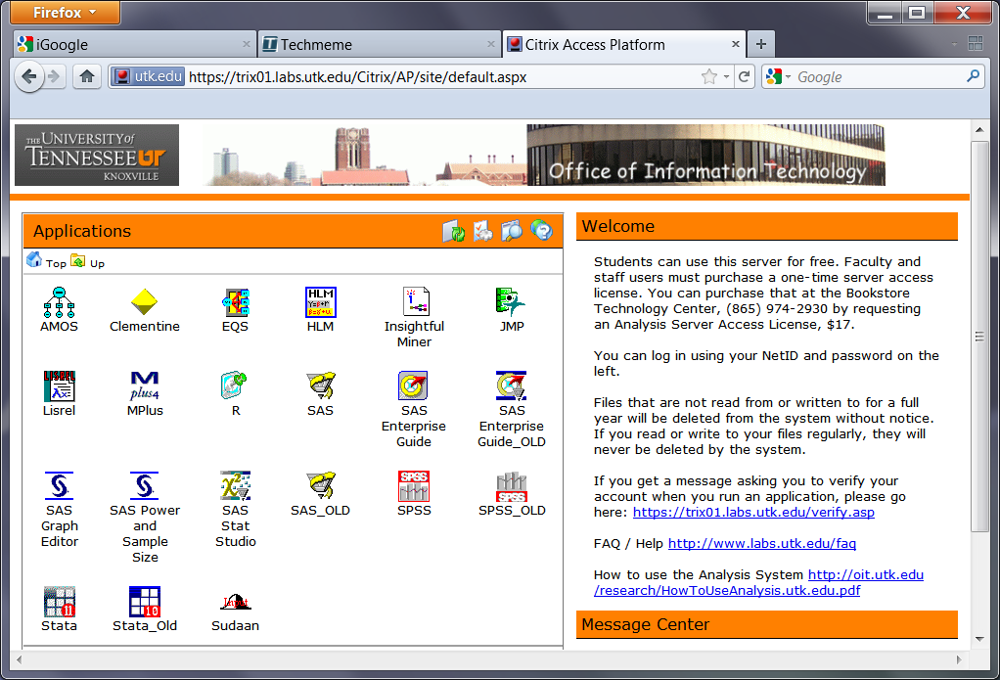 Firefox
iGoogle
Techmeme
Citrix Access Platform
utk.edu https://trix01.labs.utk.edu/Citrix/AP/site/default.aspx
Google
THE UNIVERSITY of
TENNESSEE UT
KNOXVILLE
Office of Information Technology
Applications
Top Up
AMOS
Clementine
EQS
HLM
HLM
Insightful
Miner
JMP
LISREL
Lisrel
M
plus4
MPlus
R
SAS
SAS
Enterprise
Guide
SAS
Enterprise
Guide_OLD
SAS
Graph
Editor
SAS Power
and
Sample
Size
SAS
Stat
Studio
SAS_OLD
SPSS
SPSS
SPSS
SPSS_OLD
11
Stata
10
Stata_Old
Sudaan
Welcome
Students can use this server for free. Faculty and
staff users must purchase a one-time server access
license. You can purchase that at the Bookstore
Technology Center, (865) 974-2930 by requesting
an Analysis Server Access License, $17.
You can log in using your NetID and password on the
left.
Files that are not read from or written to for a full
year will be deleted from the system without notice.
If you read or write to your files regularly, they will
never be deleted by the system.
If you get a message asking you to verify your
account when you run an application, please go
here: https://trix01.labs.utk.edu/verify.asp
FAQ / Help http://www.labs.utk.edu/faq
How to use the Analysis System http://oit.utk.edu
/research/HowToUseAnalysis.utk.edu.pdf
Message Center